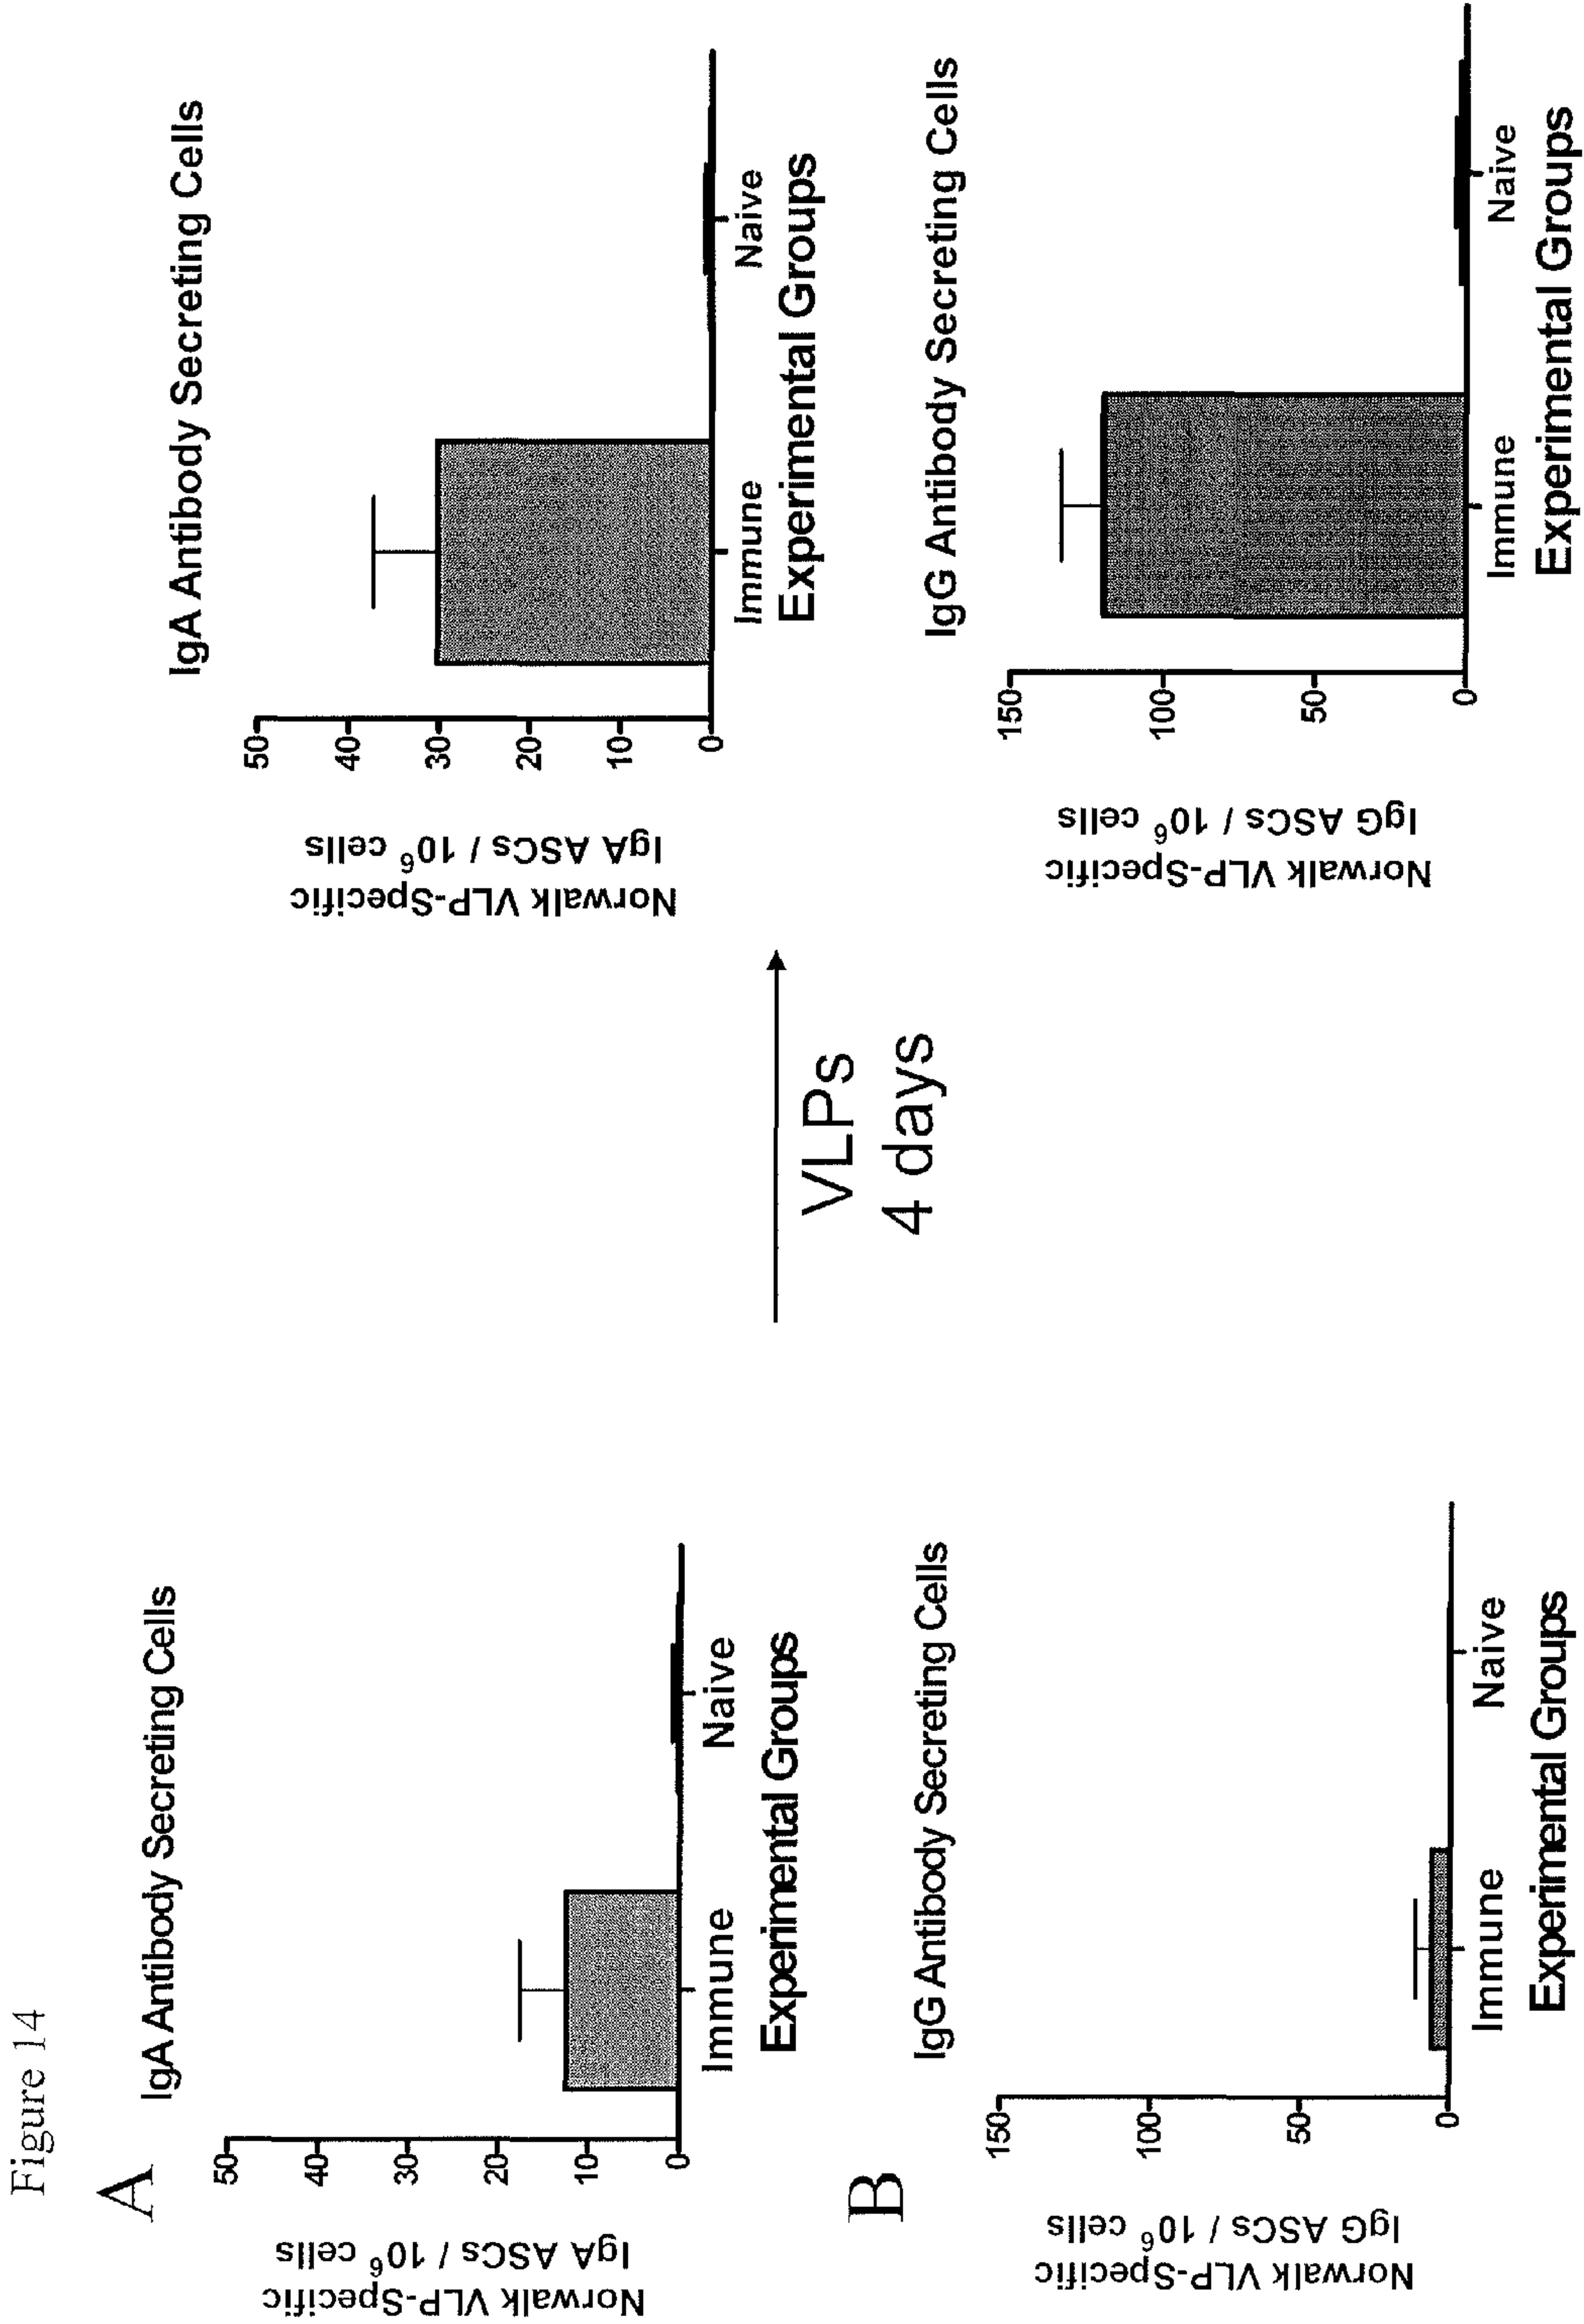 Figure 14
A
IgA Antibody Secreting Cells
Norwalk VLP-Specific
IgA ASCs / 10⁶ cells
50
40
30
20
10
0
Immune
Naive
Experimental Groups
VLPs
4 days
IgA Antibody Secreting Cells
Norwalk VLP-Specific
IgA ASCs / 10⁶ cells
50
40
30
20
10
0
Immune
Naive
Experimental Groups
B
IgG Antibody Secreting Cells
Norwalk VLP-Specific
IgG ASCs / 10⁶ cells
150
100
50
0
Immune
Naive
Experimental Groups
IgG Antibody Secreting Cells
Norwalk VLP-Specific
IgG ASCs / 10⁶ cells
150
100
50
0
Immune
Naive
Experimental Groups